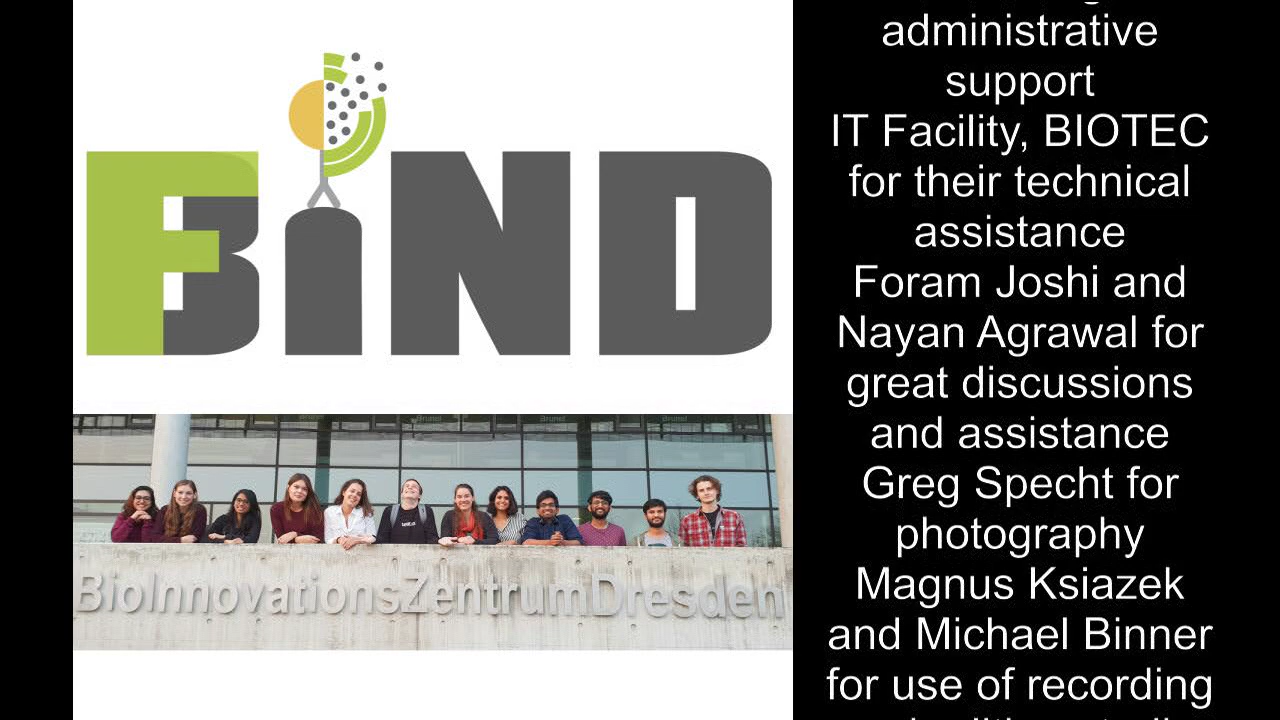 FBiND
BioInnovationsZentrumDresden
administrative
support
IT Facility, BIOTEC
for their technical
assistance
Foram Joshi and
Nayan Agrawal for
great discussions
and assistance
Greg Specht for
photography
Magnus Ksiazek
and Michael Binner
for use of recording